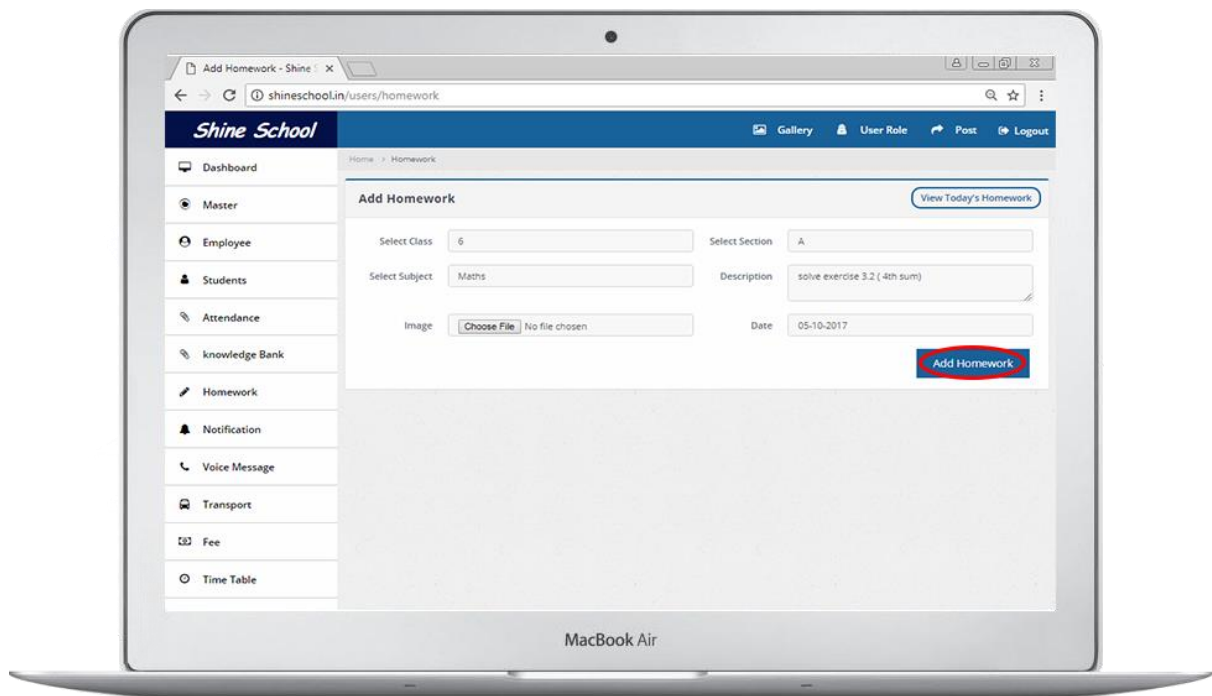 Add Homework - Shine S
shineschool.in/users/homework
Shine School
Gallery User Role Post Logout
Home > Homework
Dashboard
Master
Employee
Students
Attendance
knowledge Bank
Homework
Notification
Voice Message
Transport
Fee
Time Table
Add Homework View Today's Homework
Select Class 6 Select Section A
Select Subject Maths Description solve exercise 3.2 ( 4th sum)
Image Choose File No file chosen Date 05-10-2017
Add Homework
MacBook Air